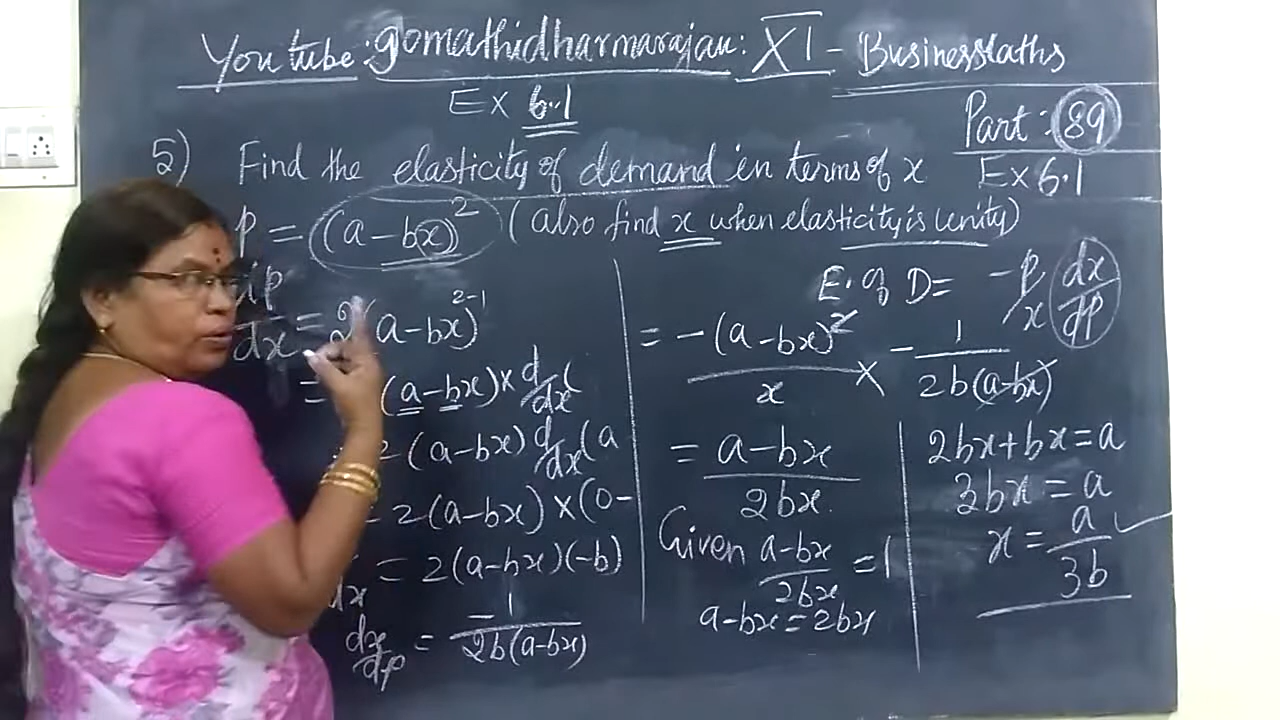 Youtube: gomathidharmarajan: XI - BusinessMaths
Ex 6.1
Part: 89
Ex 6.1
5) Find the elasticity of demand in terms of x
p = (a-bx)² (also find x when elasticity is unity)
dp/dx = 2(a-bx)²⁻¹
= (a-bx) × d/dx(
2(a-bx) d/dx(a
= 2(a-bx) × (0-
dx = 2(a-bx)(-b)
dx/dp = -1/2b(a-bx)
E. of D = -p/x dx/dp
= -(a-bx)²/x × -1/2b(a-bx)
= a-bx/2bx.
Given a-bx/2bx = 1
a-bx = 2bx
2bx+bx = a
3bx = a
x = a/3b